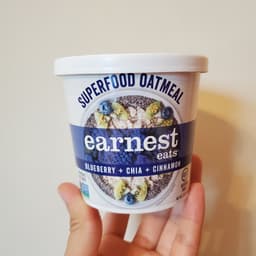 SUPERFOOD OATMEAL
earnest
eats
BLUEBERRY + CHIA + CINNAMON